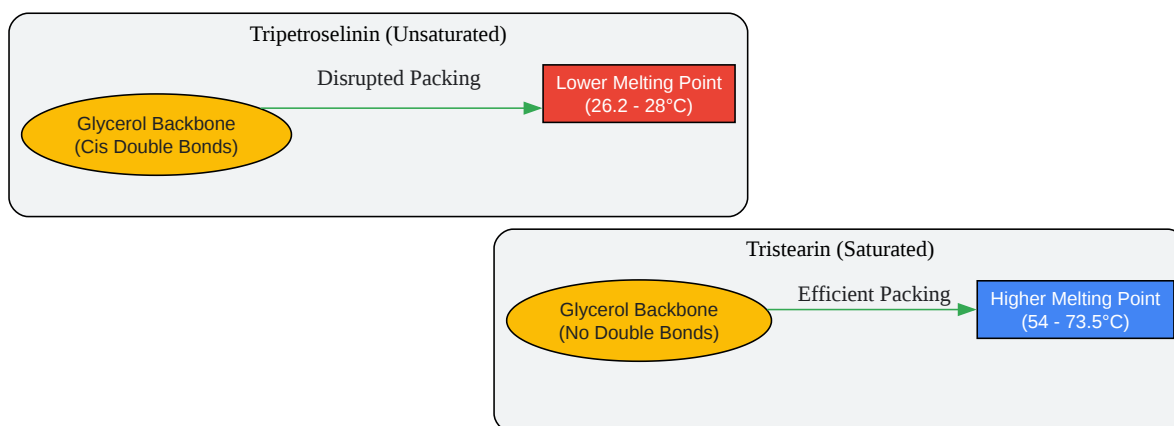 Tripetroselinin (Unsaturated)
Disrupted Packing
Glycerol Backbone
(Cis Double Bonds)
Lower Melting Point
(26.2 - 28°C)
Tristearin (Saturated)
Efficient Packing
Glycerol Backbone
(No Double Bonds)
Higher Melting Point
(54 - 73.5°C)